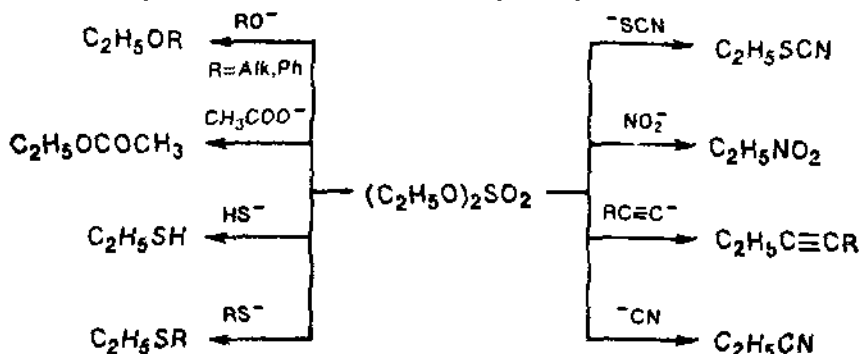 RO⁻
C₂H₅OR
R=Alk,Ph
CH₃COO⁻
C₂H₅OCOCH₃
HS⁻
C₂H₅SH
RS⁻
C₂H₅SR
(C₂H₅O)₂SO₂
⁻SCN
C₂H₅SCN
NO₂⁻
C₂H₅NO₂
RC≡C⁻
C₂H₅C≡CR
⁻CN
C₂H₅CN